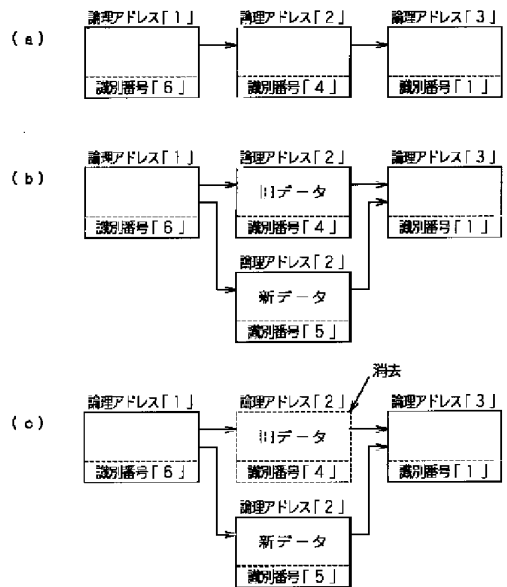 (a)
論理アドレス「1」 論理アドレス「2」 論理アドレス「3」
識別番号「6」 識別番号「4」 識別番号「1」
(b)
論理アドレス「1」 論理アドレス「2」 論理アドレス「3」
旧データ
識別番号「6」 識別番号「4」 識別番号「1」
論理アドレス「2」
新データ
識別番号「5」
消去
(c)
論理アドレス「1」 論理アドレス「2」 論理アドレス「3」
旧データ
識別番号「6」 識別番号「4」 識別番号「1」
論理アドレス「2」
新データ
識別番号「5」